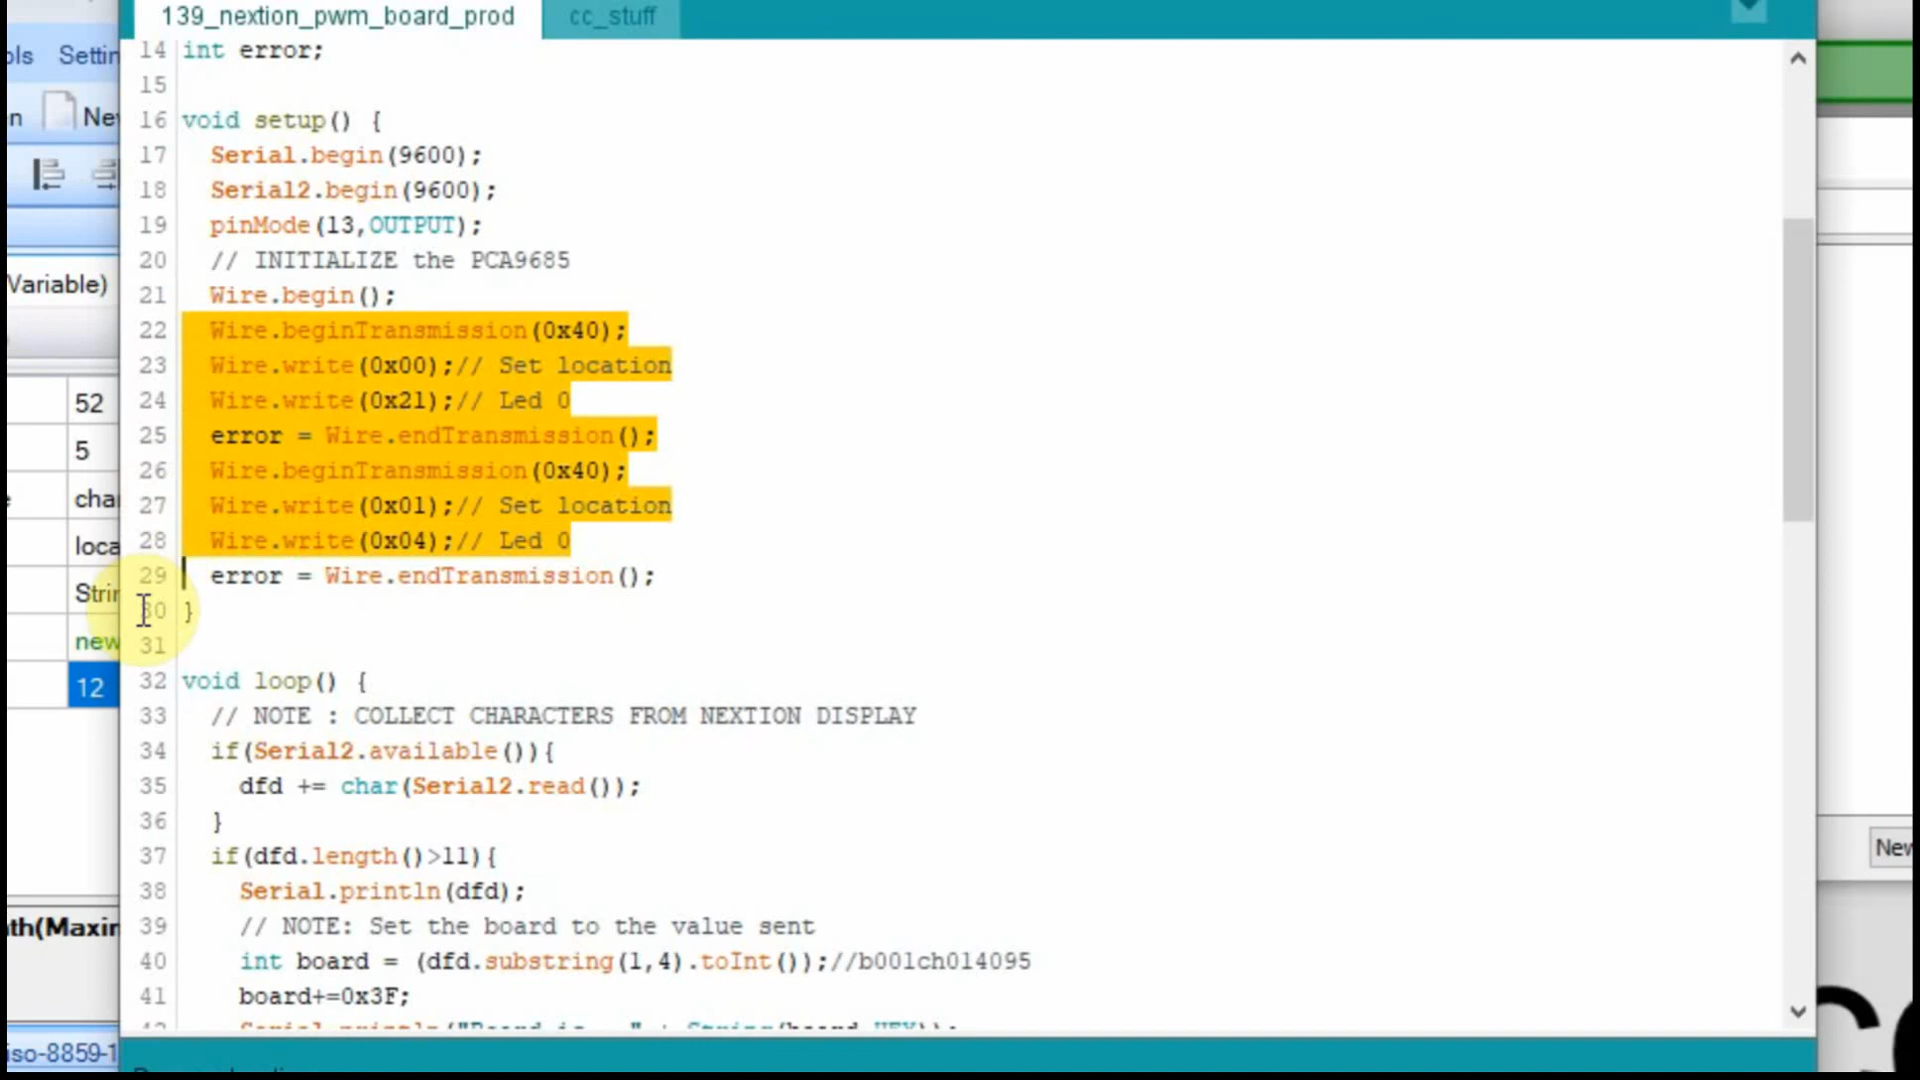 139_nextion_pwm_board_prod cc_stuff
ols Settin
n New
Variable)
52
5
e char
loca
Strin
new
12
th(Maxim
iso-8859-1
14 int error;
15
16 void setup() {
17 Serial.begin(9600);
18 Serial2.begin(9600);
19 pinMode(13,OUTPUT);
20 // INITIALIZE the PCA9685
21 Wire.begin();
22 Wire.beginTransmission(0x40);
23 Wire.write(0x00);// Set location
24 Wire.write(0x21);// Led 0
25 error = Wire.endTransmission();
26 Wire.beginTransmission(0x40);
27 Wire.write(0x01);// Set location
28 Wire.write(0x04);// Led 0
29 error = Wire.endTransmission();
30 }
31
32 void loop() {
33 // NOTE : COLLECT CHARACTERS FROM NEXTION DISPLAY
34 if(Serial2.available()){
35 dfd += char(Serial2.read());
36 }
37 if(dfd.length()>11){
38 Serial.println(dfd);
39 // NOTE: Set the board to the value sent
40 int board = (dfd.substring(1,4).toInt());//b001ch014095
41 board+=0x3F;
New